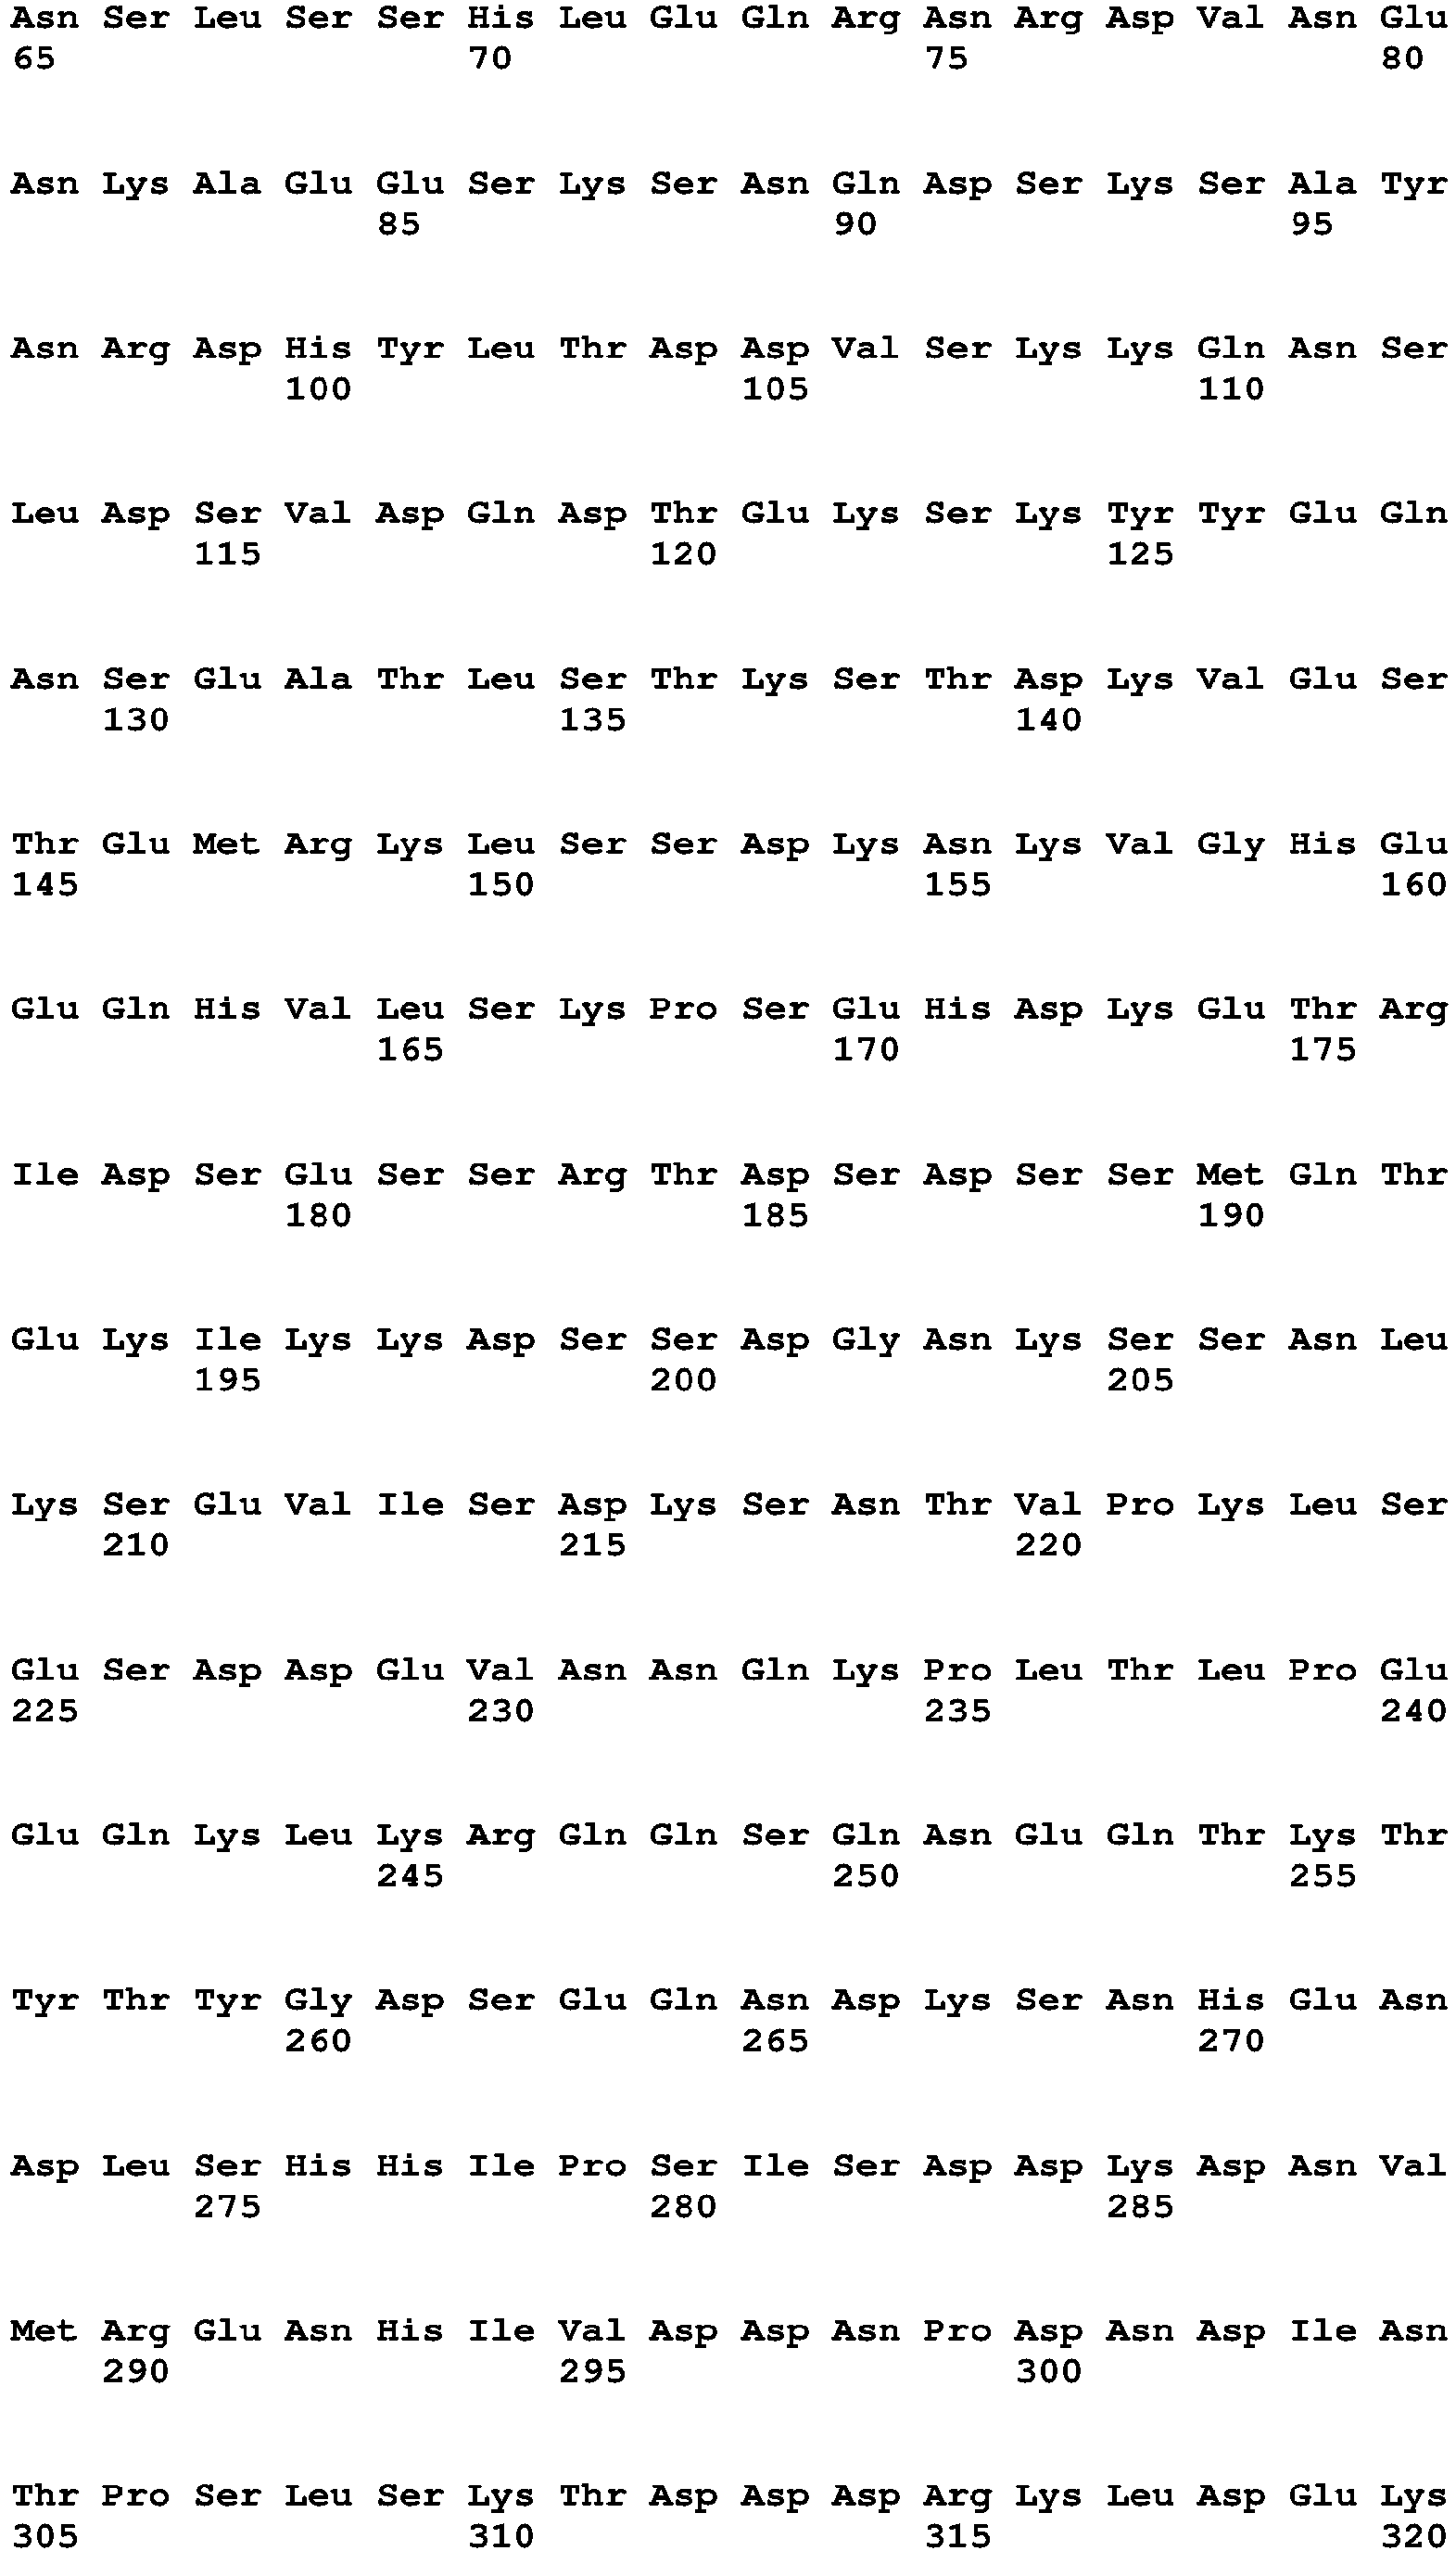 Asn Ser Leu Ser Ser His Leu Glu Gln Arg Asn Arg Asp Val Asn Glu
65 70 75 80
Asn Lys Ala Glu Glu Ser Lys Ser Asn Gln Asp Ser Lys Ser Ala Tyr
85 90 95
Asn Arg Asp His Tyr Leu Thr Asp Asp Val Ser Lys Lys Gln Asn Ser
100 105 110
Leu Asp Ser Val Asp Gln Asp Thr Glu Lys Ser Lys Tyr Tyr Glu Gln
115 120 125
Asn Ser Glu Ala Thr Leu Ser Thr Lys Ser Thr Asp Lys Val Glu Ser
130 135 140
Thr Glu Met Arg Lys Leu Ser Ser Asp Lys Asn Lys Val Gly His Glu
145 150 155 160
Glu Gln His Val Leu Ser Lys Pro Ser Glu His Asp Lys Glu Thr Arg
165 170 175
Ile Asp Ser Glu Ser Ser Arg Thr Asp Ser Asp Ser Ser Met Gln Thr
180 185 190
Glu Lys Ile Lys Lys Asp Ser Ser Asp Gly Asn Lys Ser Ser Asn Leu
195 200 205
Lys Ser Glu Val Ile Ser Asp Lys Ser Asn Thr Val Pro Lys Leu Ser
210 215 220
Glu Ser Asp Asp Glu Val Asn Asn Gln Lys Pro Leu Thr Leu Pro Glu
225 230 235 240
Glu Gln Lys Leu Lys Arg Gln Gln Ser Gln Asn Glu Gln Thr Lys Thr
245 250 255
Tyr Thr Tyr Gly Asp Ser Glu Gln Asn Asp Lys Ser Asn His Glu Asn
260 265 270
Asp Leu Ser His His Ile Pro Ser Ile Ser Asp Asp Lys Asp Asn Val
275 280 285
Met Arg Glu Asn His Ile Val Asp Asp Asn Pro Asp Asn Asp Ile Asn
290 295 300
Thr Pro Ser Leu Ser Lys Thr Asp Asp Asp Arg Lys Leu Asp Glu Lys
305 310 315 320